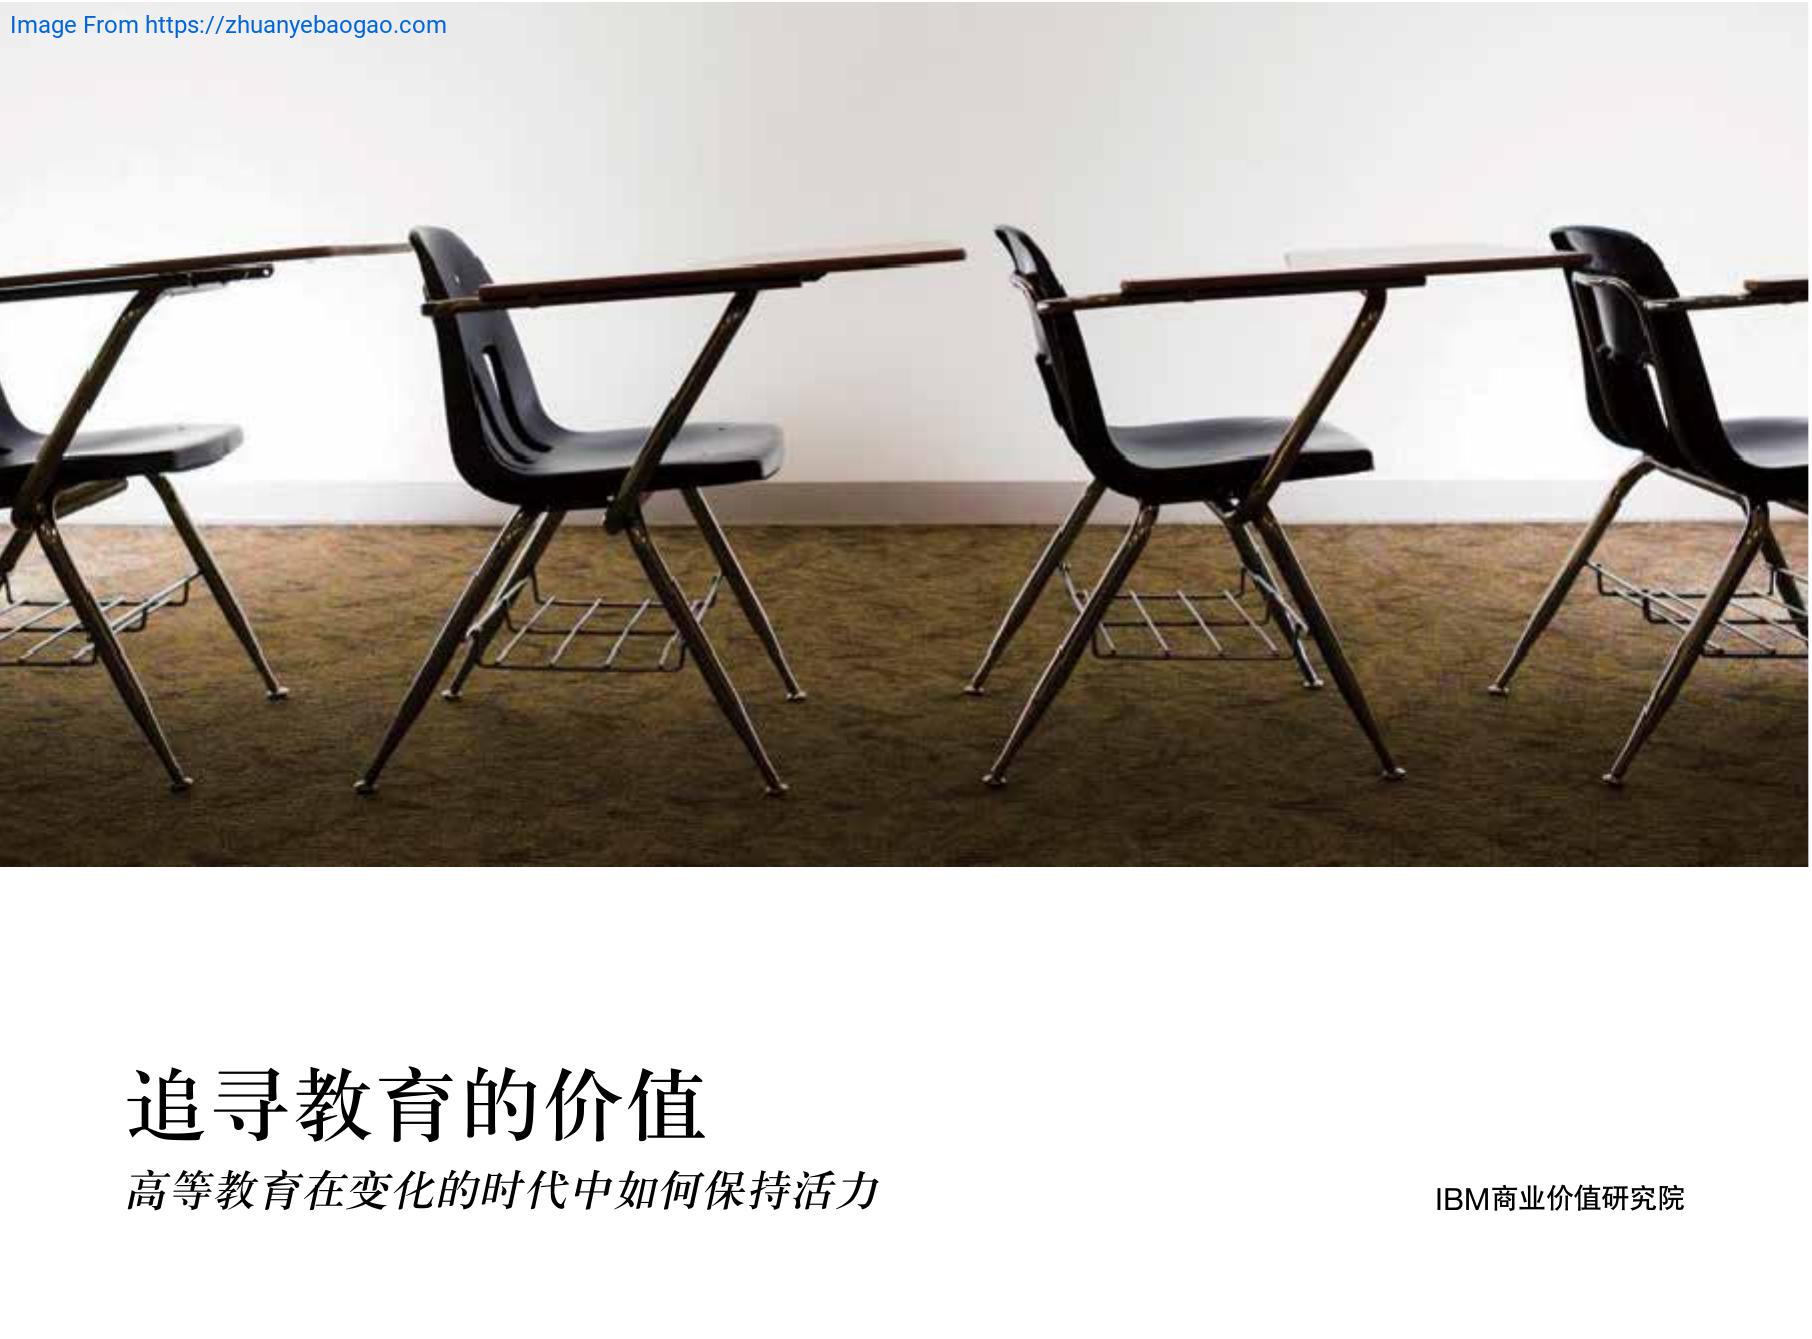 Image From https://zhuanyebaogao.com
追寻教育的价值
高等教育在变化的时代中如何保持活力
IBM商业价值研究院